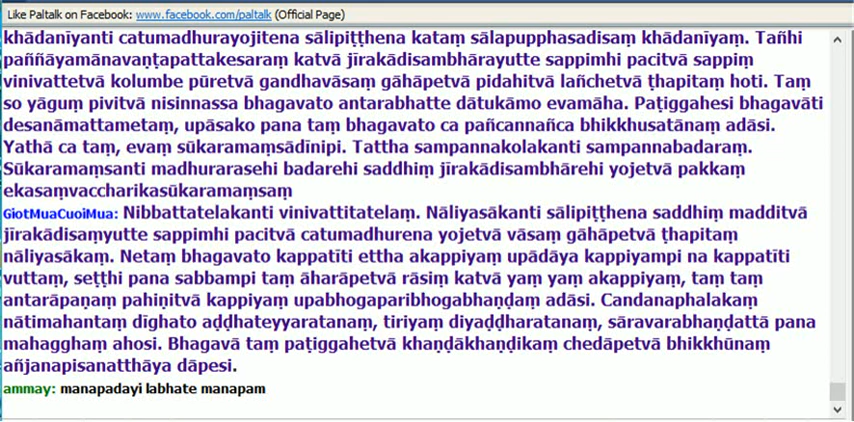 Like Paltalk on Facebook: www.facebook.com/paltalk (Official Page)
khādanīyanti catumadhurayojitena sālipiṭṭhena kataṃ sālapupphasadisaṃ khādanīyaṃ. Tañhi
paññāyamānavaṇṭapattakesaraṃ katvā jīrakādisambhārayutte sappimhi pacitvā sappiṃ
vinivattetvā kolumbe pūretvā gandhavāsaṃ gāhāpetvā pidahitvā lañchetvā ṭhapitaṃ hoti. Taṃ
so yāguṃ pivitvā nisinnassa bhagavato antarabhatte dātukāmo evamāha. Paṭiggahesi bhagavāti
desanāmattametaṃ, upāsako pana taṃ bhagavato ca pañcannañca bhikkhusatānaṃ adāsi.
Yathā ca taṃ, evaṃ sūkaramaṃsādīnipi. Tattha sampannakolakanti sampannabadaraṃ.
Sūkaramaṃsanti madhurarasehi badarehi saddhiṃ jīrakādisambhārehi yojetvā pakkaṃ
ekasaṃvaccharikasūkaramaṃsaṃ
GiotMuaCuoiMua: Nibbattatelakanti vinivattitatelaṃ. Nāliyasākanti sālipiṭṭhena saddhiṃ madditvā
jīrakādisaṃyutte sappimhi pacitvā catumadhurena yojetvā vāsaṃ gāhāpetvā ṭhapitaṃ
nāliyasākaṃ. Netaṃ bhagavato kappatīti ettha akappiyaṃ upādāya kappiyampi na kappatīti
vuttaṃ, seṭṭhi pana sabbampi taṃ āharāpetvā rāsiṃ katvā yaṃ yaṃ akappiyaṃ, taṃ taṃ
antarāpaṇaṃ pahiṇitvā kappiyaṃ upabhogaparibhogabhaṇḍaṃ adāsi. Candanaphalakaṃ
nātimahantaṃ dīghato aḍḍhateyyaratanaṃ, tiriyaṃ diyaḍḍharatanaṃ, sāravarabhaṇḍattā pana
mahagghaṃ ahosi. Bhagavā taṃ paṭiggahetvā khaṇḍākhaṇḍikaṃ chedāpetvā bhikkhūnaṃ
añjanapisanatthāya dāpesi.
ammay: manapadayi labhate manapam